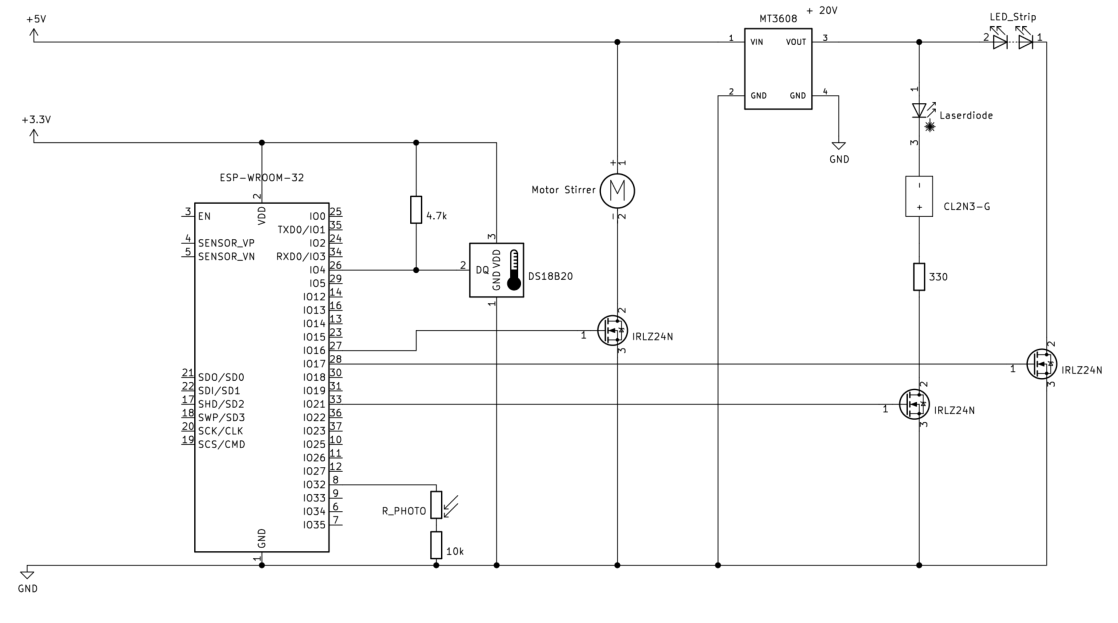 +5V
+ 20V
MT3608
LED_Strip
1 VIN VOUT 3
2 1
2 GND GND 4
GND
1
Laserdiode
3
-
+
CL2N3-G
330
+3.3V
ESP-WROOM-32
2
VDD
4.7k
+ 1
Motor Stirrer
M
- 2
3
VDD
2 DQ
GND
1
DS18B20
3 EN
4 SENSOR_VP
5 SENSOR_VN
21 SDO/SD0
22 SDI/SD1
17 SHD/SD2
18 SWP/SD3
20 SCK/CLK
19 SCS/CMD
IO0 25
TXD0/IO1 35
IO2 24
RXD0/IO3 34
IO4 26
IO5 29
IO12 14
IO13 16
IO14 13
IO15 23
IO16 27
IO17 28
IO18 30
IO19 31
IO21 33
IO22 36
IO23 37
IO25 10
IO26 11
IO27 12
IO32 8
IO33 9
IO34 6
IO35 7
GND
1
2
1
3
IRLZ24N
2
1
3
IRLZ24N
2
1
3
IRLZ24N
R_PHOTO
10k
GND